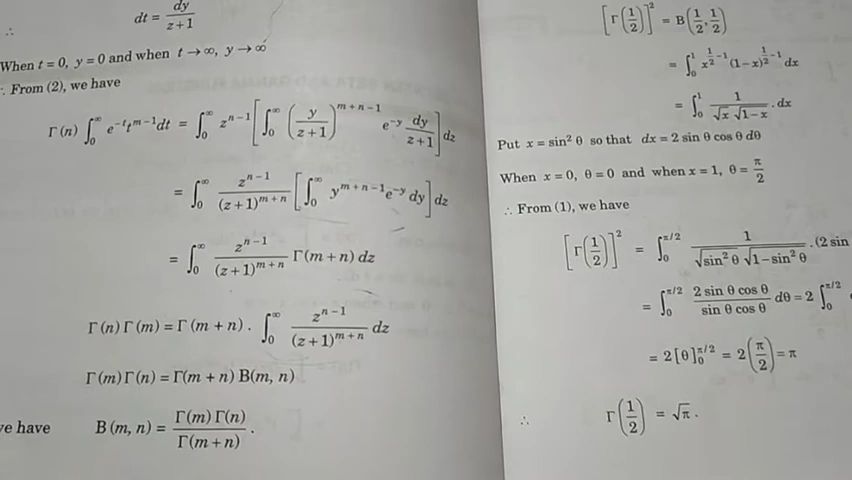 ∴ dt = dy/(z+1)
When t = 0, y = 0 and when t → ∞, y → ∞
∴ From (2), we have
Γ(n) ∫₀^∞ e^{−t} t^{m−1} dt = ∫₀^∞ z^{n−1} [∫₀^∞ (y/(z+1))^{m+n−1} e^{−y} dy/(z+1)] dz
= ∫₀^∞ z^{n−1}/(z+1)^{m+n} [∫₀^∞ y^{m+n−1} e^{−y} dy] dz
= ∫₀^∞ z^{n−1}/(z+1)^{m+n} Γ(m+n) dz
Γ(n) Γ(m) = Γ(m+n) . ∫₀^∞ z^{n−1}/(z+1)^{m+n} dz
Γ(m) Γ(n) = Γ(m+n) B(m, n)
have B(m, n) = Γ(m) Γ(n)/Γ(m+n) .
[Γ(1/2)]² = B(1/2, 1/2)
= ∫₀¹ x^{1/2−1} (1−x)^{1/2−1} dx
= ∫₀¹ 1/(√x √(1−x)) . dx
Put x = sin² θ so that dx = 2 sin θ cos θ dθ
When x = 0, θ = 0 and when x = 1, θ = π/2
∴ From (1), we have
[Γ(1/2)]² = ∫₀^{π/2} 1/(√(sin² θ) √(1−sin² θ)) . (2 sin
= ∫₀^{π/2} (2 sin θ cos θ)/(sin θ cos θ) dθ = 2 ∫₀^{π/2}
= 2 [θ]₀^{π/2} = 2(π/2) = π
∴ Γ(1/2) = √π .